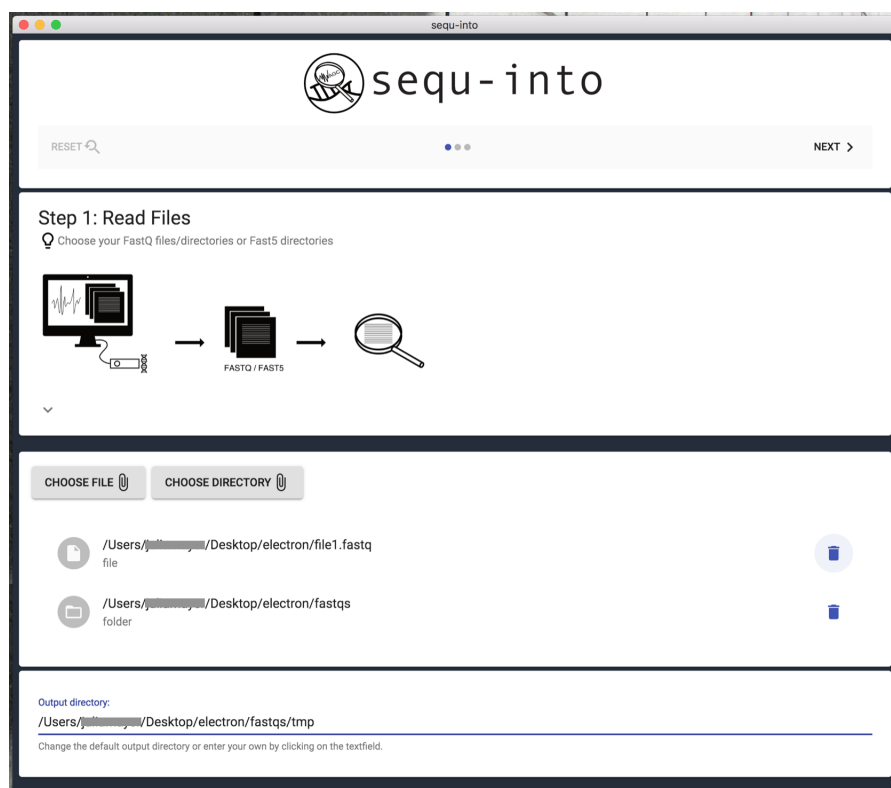 sequ-into
sequ-into
RESET
NEXT
Step 1: Read Files
Choose your FastQ files/directories or Fast5 directories
FASTQ / FAST5
CHOOSE FILE
CHOOSE DIRECTORY
/Users/ /Desktop/electron/file1.fastq
file
/Users/ /Desktop/electron/fastqs
folder
Output directory:
/Users/ /Desktop/electron/fastqs/tmp
Change the default output directory or enter your own by clicking on the textfield.